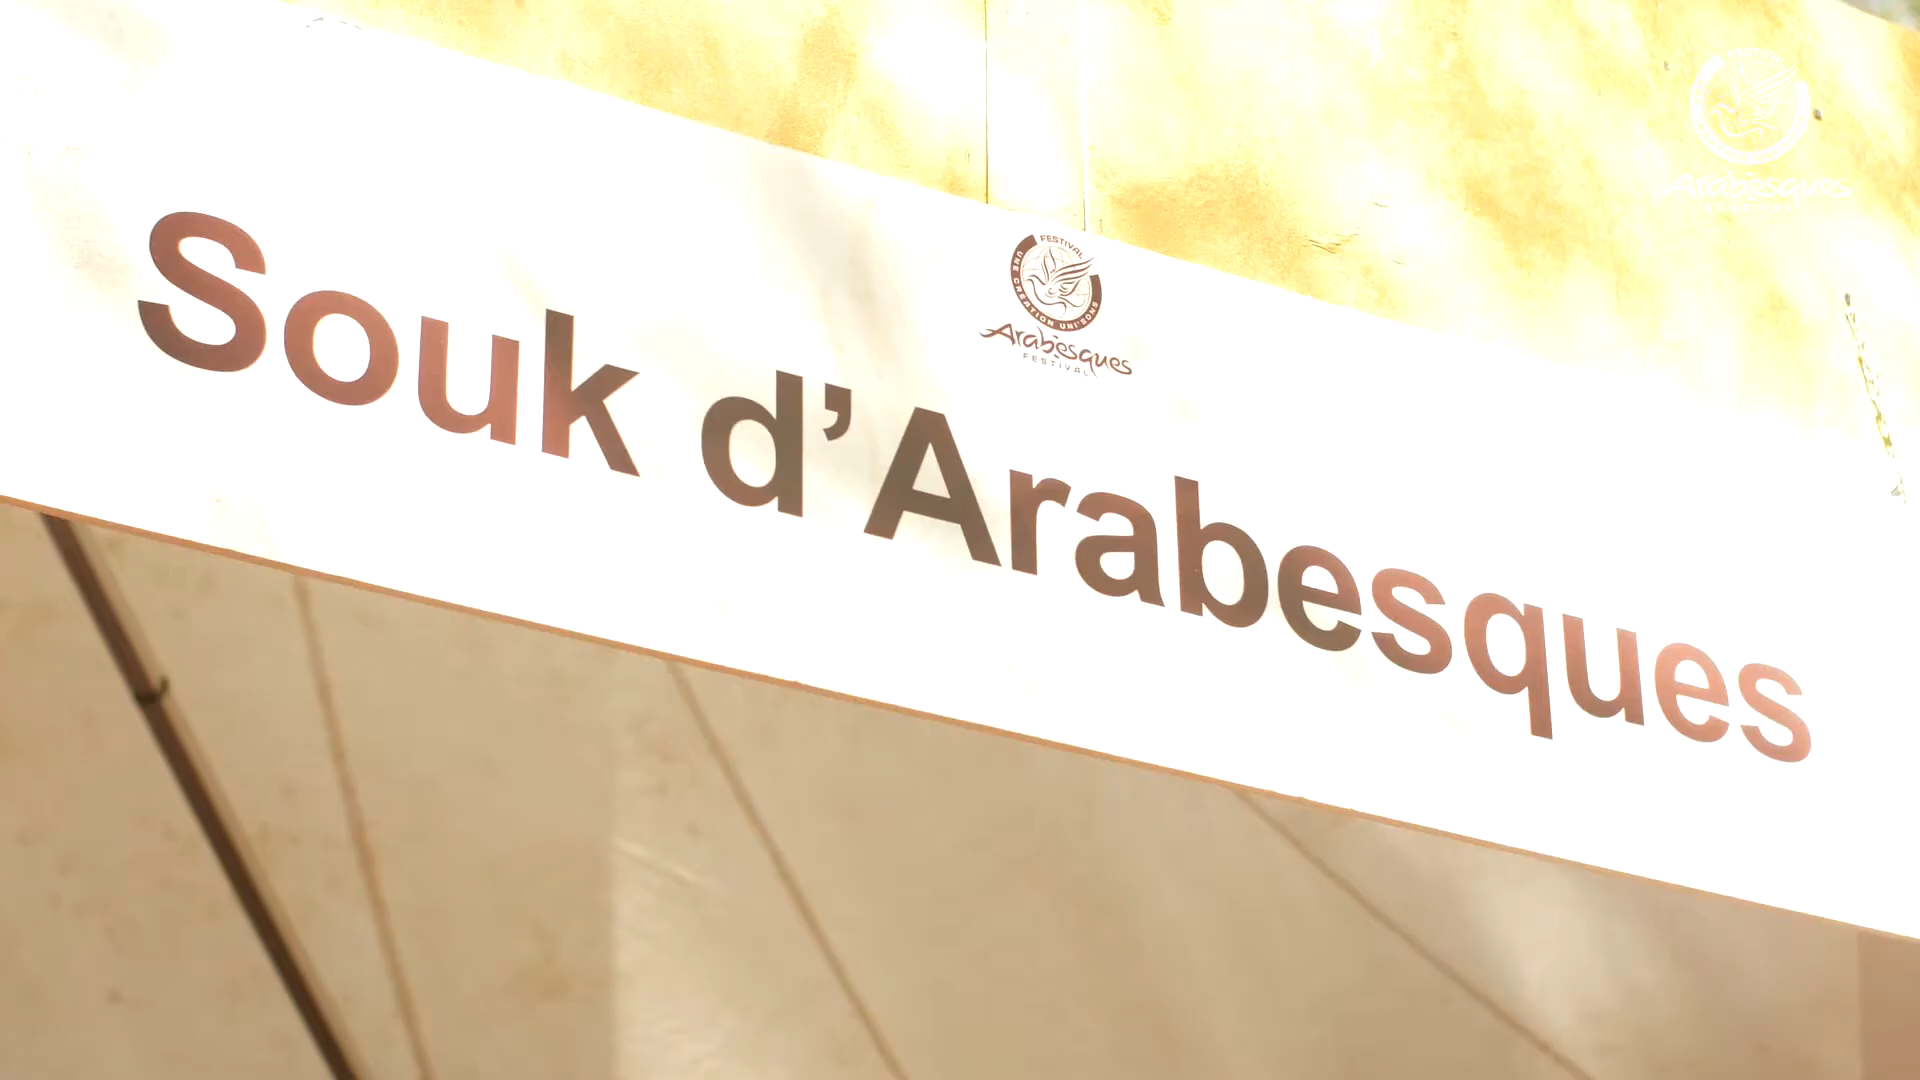 Souk d’Arabesques
FESTIVAL
UNE CRÉATION UNI'SONS
Arabesques
FESTIVAL
Arabesques